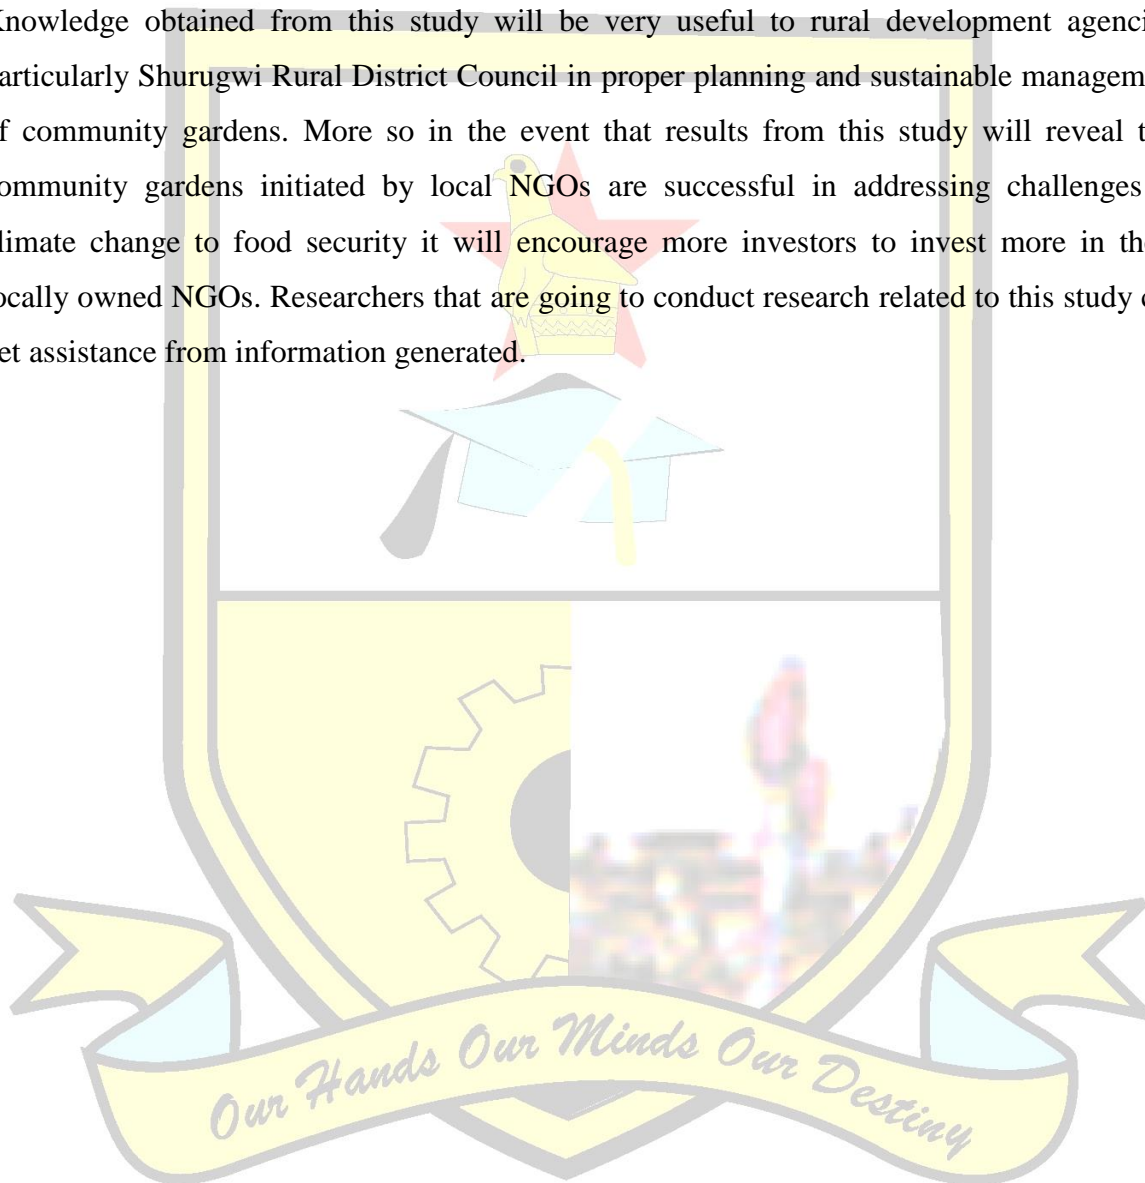 Knowledge obtained from this study will be very useful to rural development agenci
articularly Shurugwi Rural District Council in proper planning and sustainable managem
f community gardens. More so in the event that results from this study will reveal t
ommunity gardens initiated by local NGOs are successful in addressing challenges
limate change to food security it will encourage more investors to invest more in the
ocally owned NGOs. Researchers that are going to conduct research related to this study c
et assistance from information generated.
Our Hands Our Minds Our Destiny